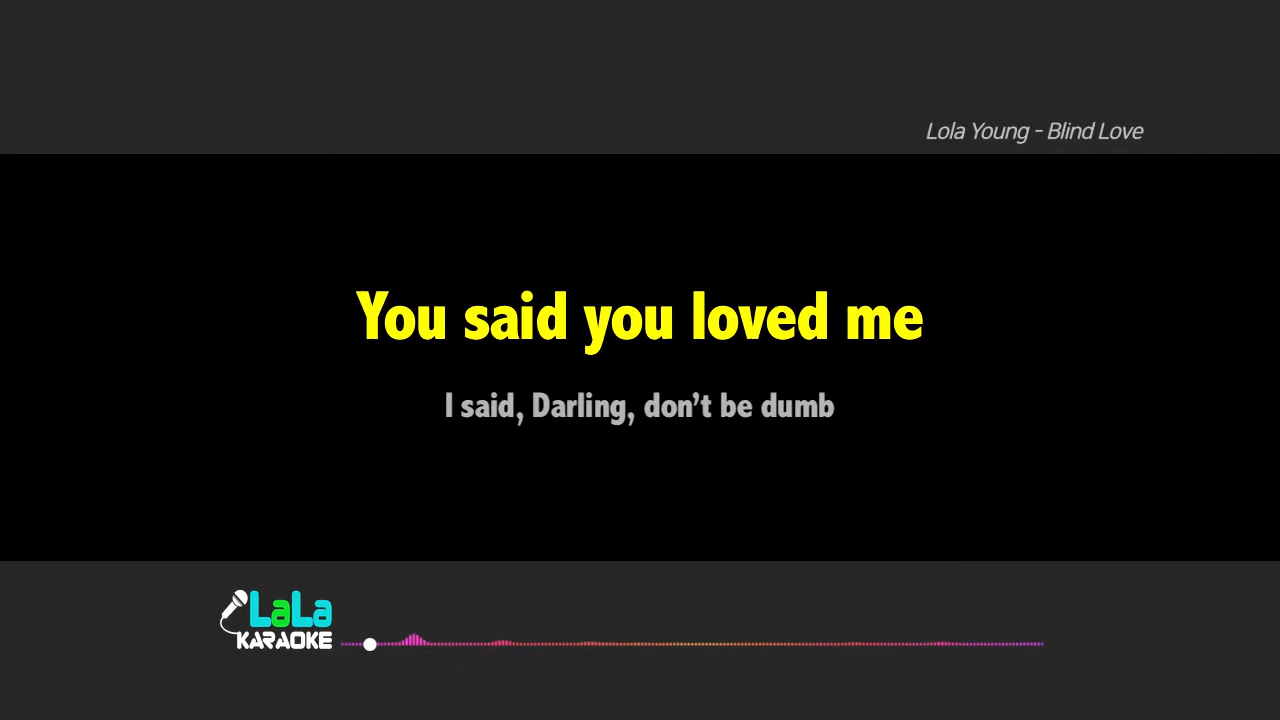 Lola Young - Blind Love
You said you loved me
I said, Darling, don’t be dumb
LaLa
KARAOKE